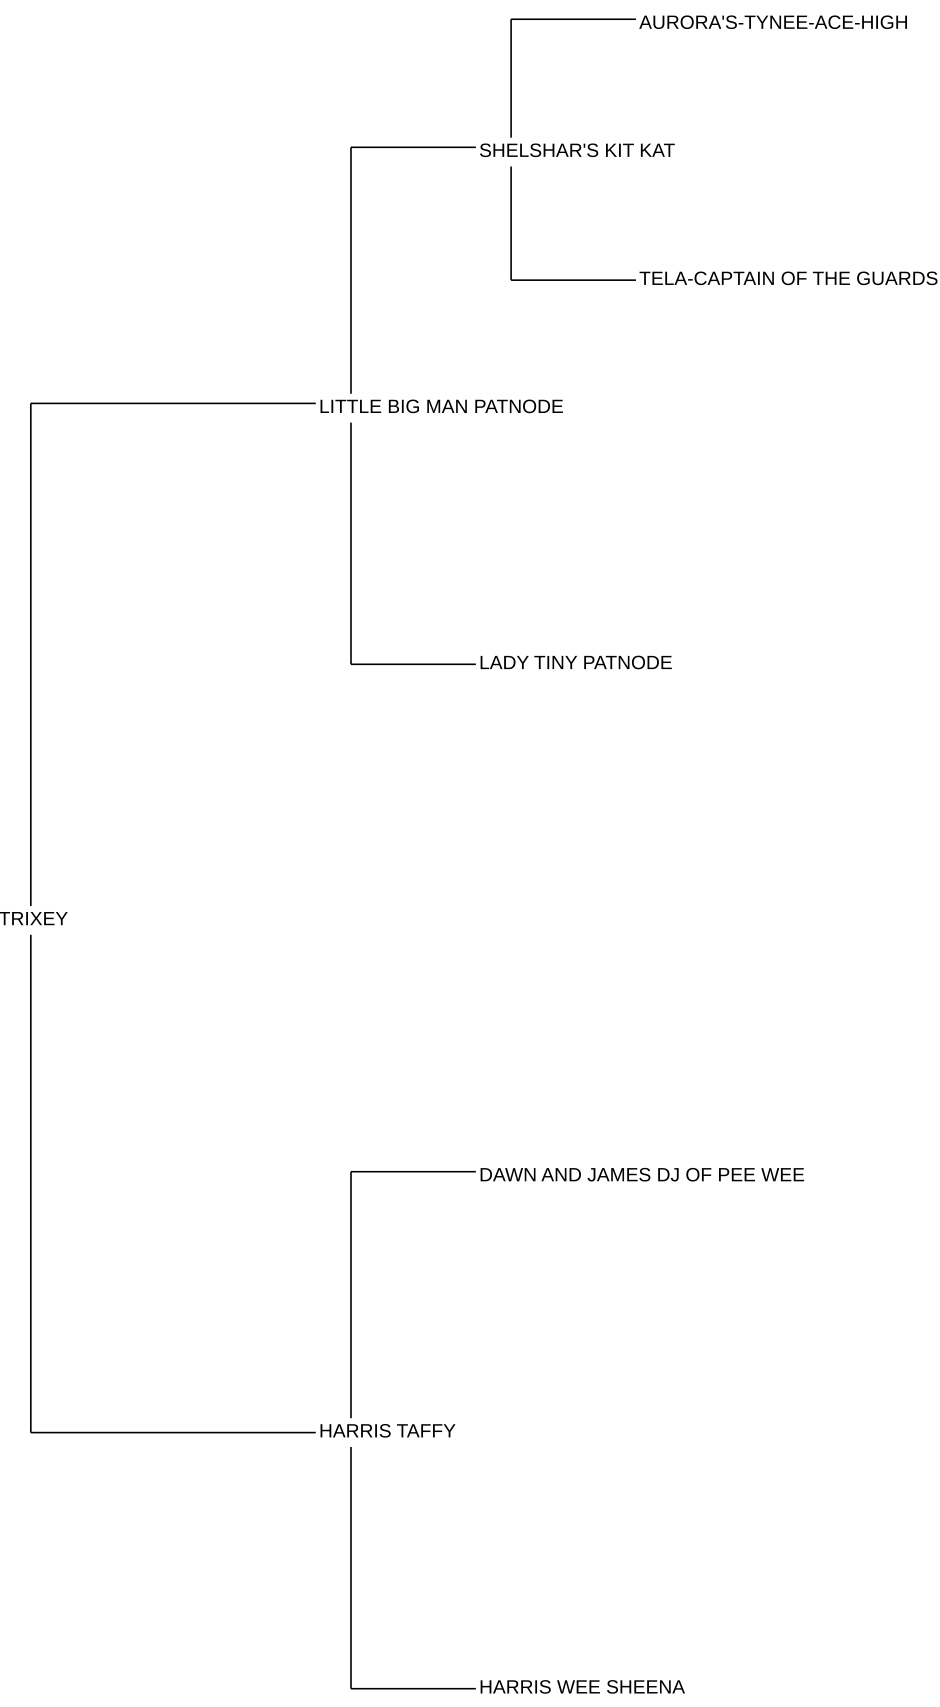 AURORA'S-TYNEE-ACE-HIGH
SHELSHAR'S KIT KAT
TELA-CAPTAIN OF THE GUARDS
LITTLE BIG MAN PATNODE
LADY TINY PATNODE
TRIXEY
DAWN AND JAMES DJ OF PEE WEE
HARRIS TAFFY
HARRIS WEE SHEENA